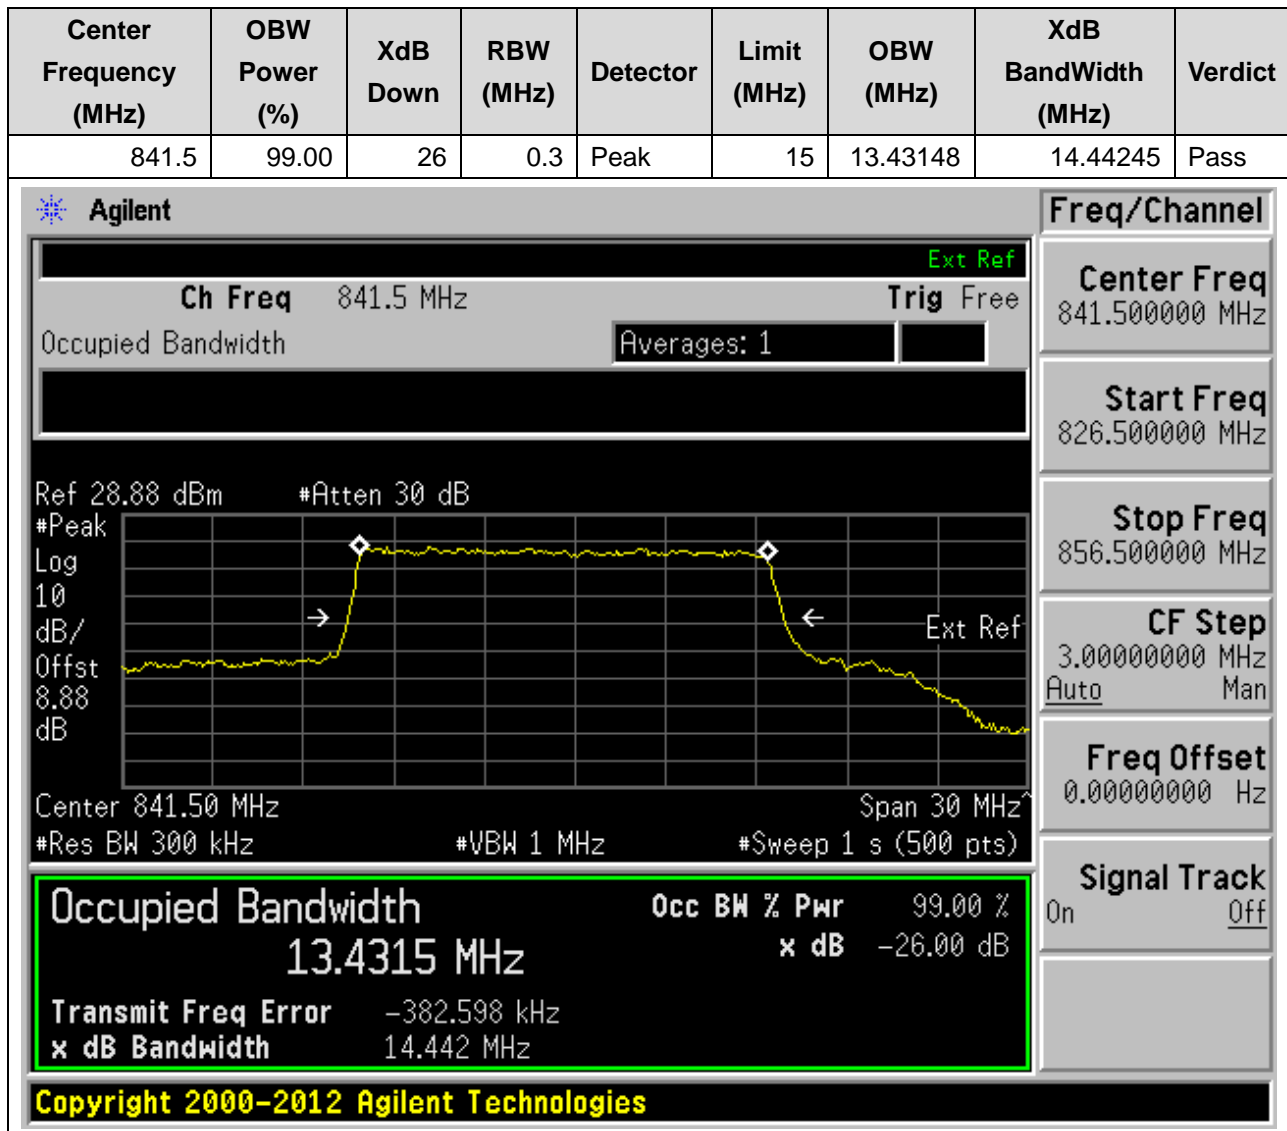 Center Frequency (MHz) OBW Power (%) XdB Down RBW (MHz) Detector Limit (MHz) OBW (MHz) XdB BandWidth (MHz) Verdict
841.5 99.00 26 0.3 Peak 15 13.43148 14.44245 Pass
Agilent
Freq/Channel
Ext Ref
Ch Freq 841.5 MHz Trig Free
Occupied Bandwidth Averages: 1
Center Freq
841.500000 MHz
Start Freq
826.500000 MHz
Stop Freq
856.500000 MHz
CF Step
3.00000000 MHz
Auto Man
Freq Offset
0.00000000 Hz
Signal Track
On Off
Ref 28.88 dBm #Atten 30 dB
#Peak
Log
10
dB/
Offst
8.88
dB
Ext Ref
Center 841.50 MHz Span 30 MHz^
#Res BW 300 kHz #VBW 1 MHz #Sweep 1 s (500 pts)
Occupied Bandwidth Occ BW % Pwr 99.00 %
13.4315 MHz x dB -26.00 dB
Transmit Freq Error -382.598 kHz
x dB Bandwidth 14.442 MHz
Copyright 2000-2012 Agilent Technologies